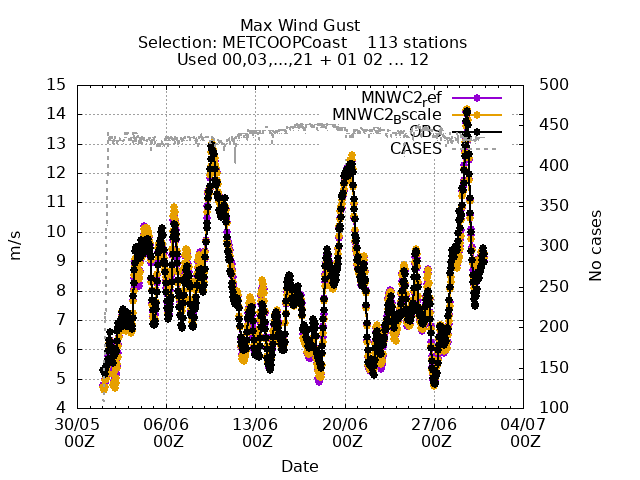 Max Wind Gust
Selection: METCOOPCoast 113 stations
Used 00,03,...,21 + 01 02 ... 12
15 500
MNWC2_ref
14 450
MNWC2_Bscale
OBS
13 400
CASES
12 350
11
10 300
m/s
No cases
9 250
8
7 200
6 150
5
4 100
30/05 06/06 13/06 20/06 27/06 04/07
00Z 00Z 00Z 00Z 00Z 00Z
Date